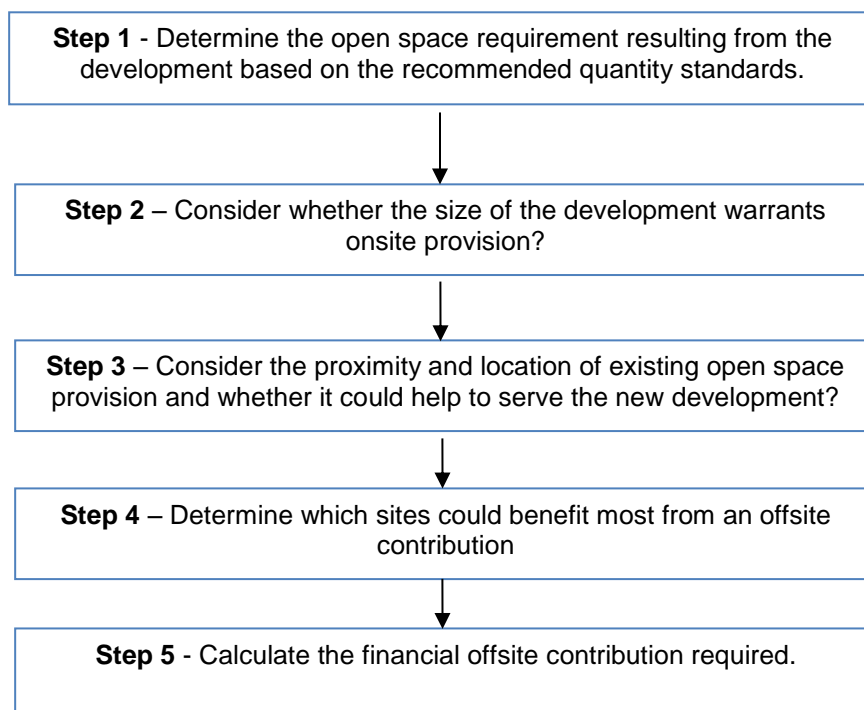 Step 1 - Determine the open space requirement resulting from the
development based on the recommended quantity standards.
Step 2 – Consider whether the size of the development warrants
onsite provision?
Step 3 – Consider the proximity and location of existing open space
provision and whether it could help to serve the new development?
Step 4 – Determine which sites could benefit most from an offsite
contribution
Step 5 - Calculate the financial offsite contribution required.